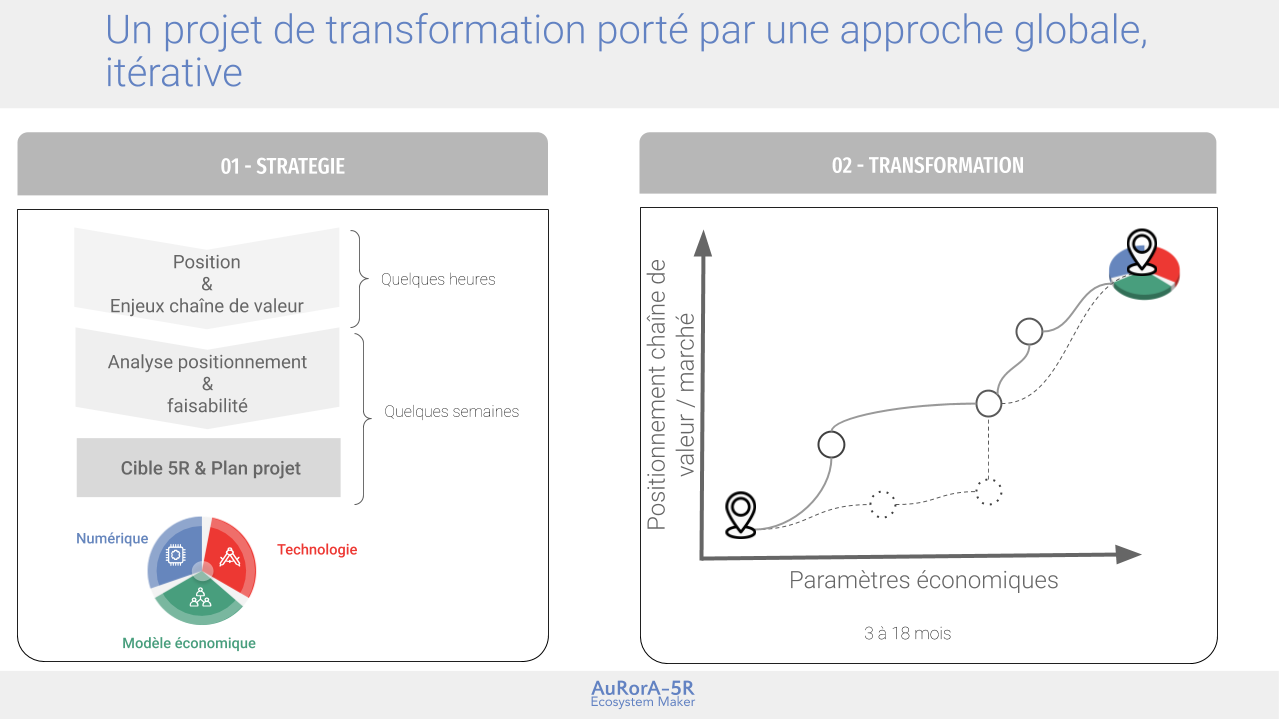 Un projet de transformation porté par une approche globale,
itérative
01 - STRATEGIE
Position
&
Enjeux chaîne de valeur
Quelques heures
Analyse positionnement
&
faisabilité
Quelques semaines
Cible 5R & Plan projet
Numérique
Technologie
Modèle économique
02 - TRANSFORMATION
Positionnement chaîne de
valeur / marché
Paramètres économiques
3 à 18 mois
AuRorA-5R
Ecosystem Maker